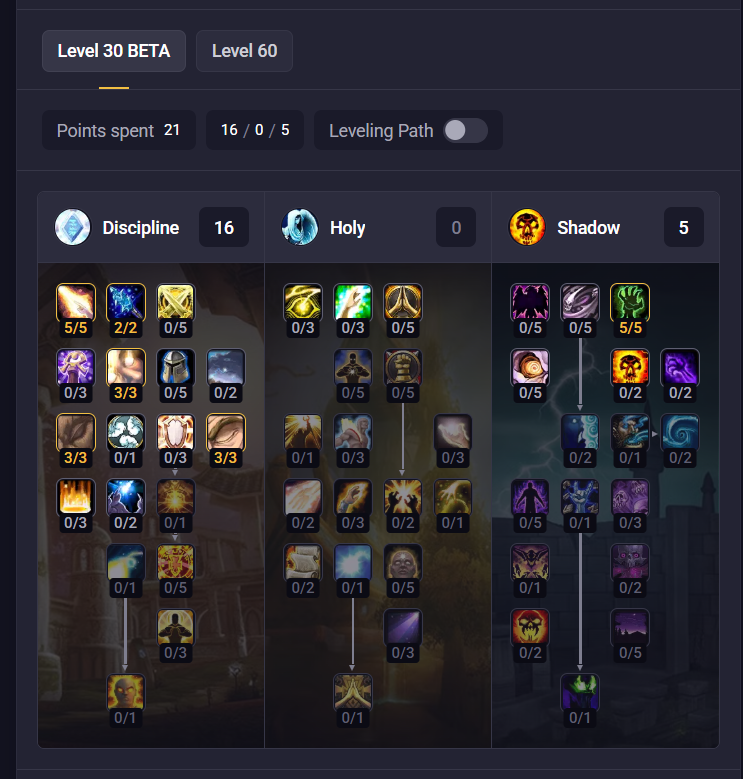 Level 30 BETA Level 60
Points spent 21 16 / 0 / 5 Leveling Path
Discipline 16 Holy 0 Shadow 5
5/5 2/2 0/5 0/3 0/3 0/5 0/5 0/5 5/5
0/3 3/3 0/5 0/2 0/5 0/5 0/5 0/2 0/2
3/3 0/1 0/3 3/3 0/1 0/3 0/3 0/2 0/1 0/2
0/3 0/2 0/1 0/2 0/3 0/2 0/1 0/5 0/1 0/3
0/1 0/5 0/2 0/1 0/5 0/1 0/2
0/3 0/3 0/2 0/5
0/1 0/1 0/1